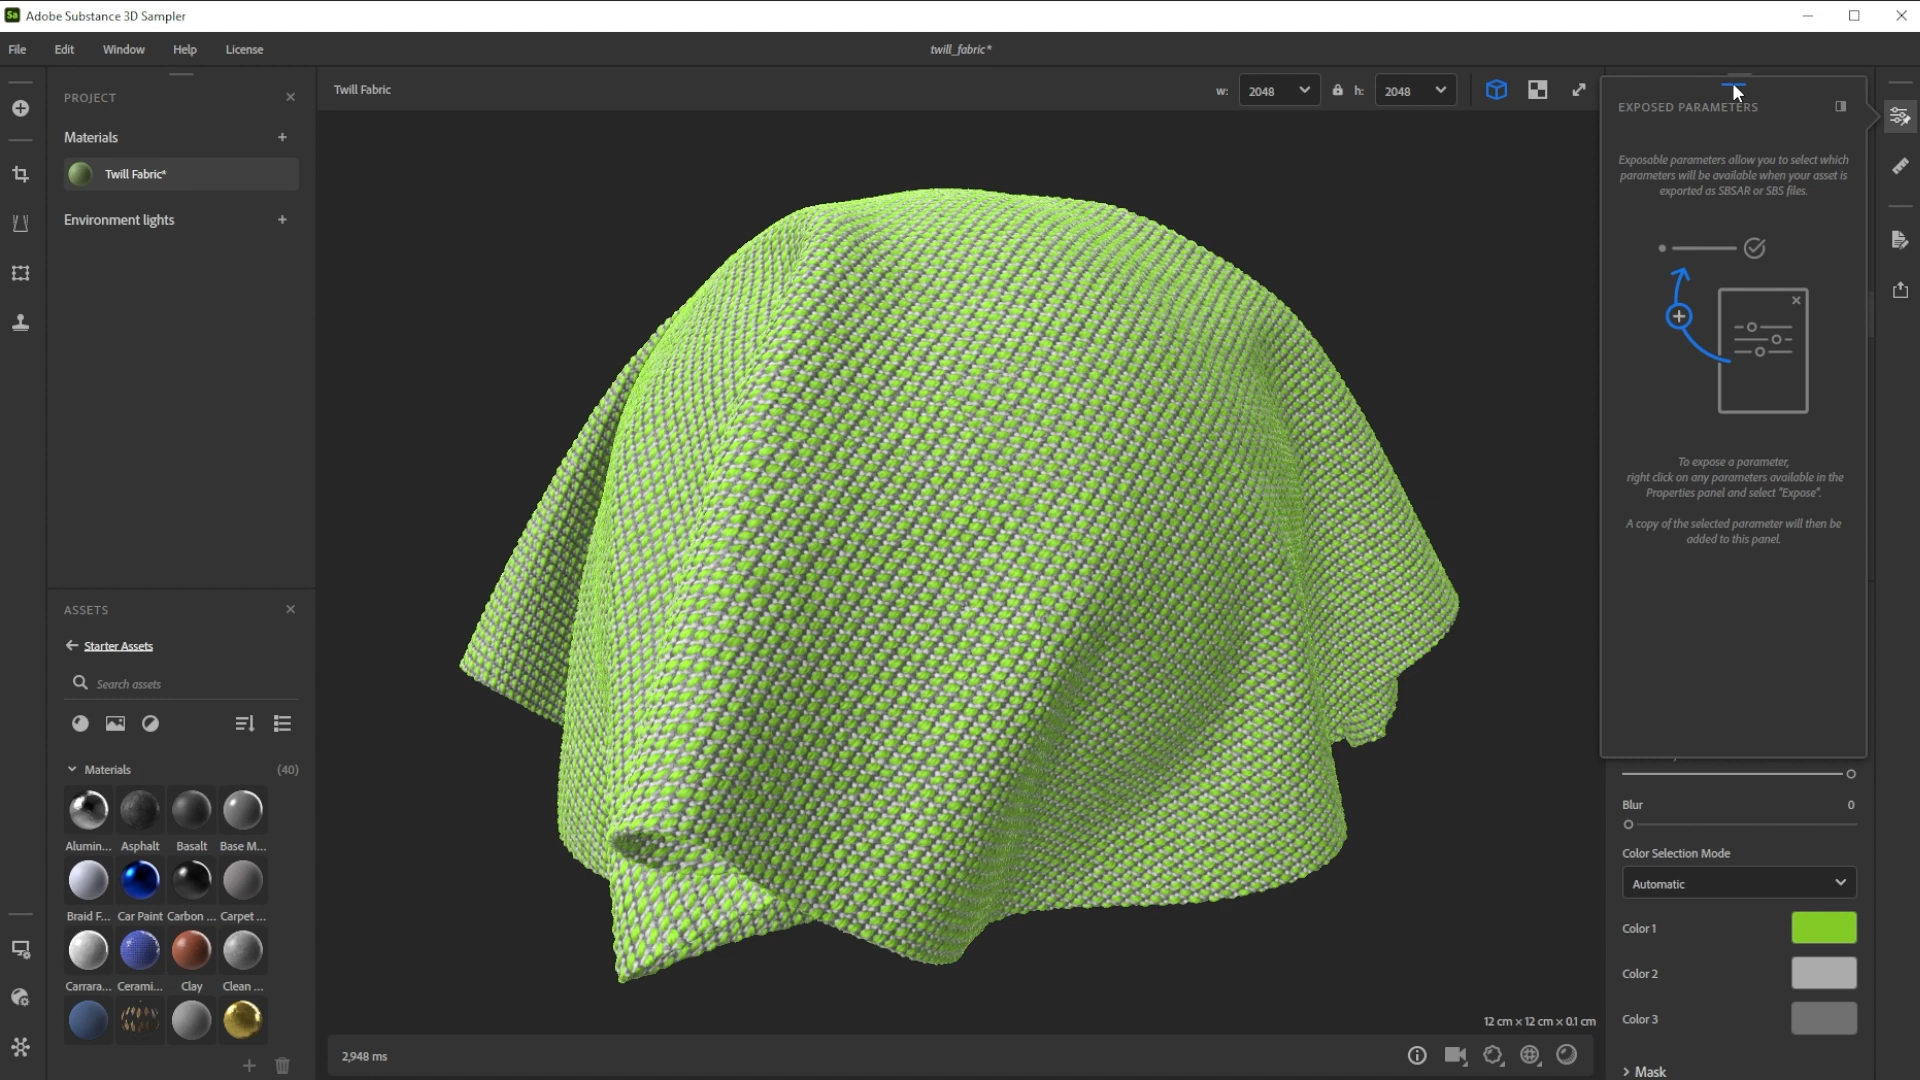 Sa Adobe Substance 3D Sampler
File Edit Window Help License
twill_fabric*
PROJECT
Materials
Twill Fabric*
Environment lights
Twill Fabric
w: 2048 h: 2048
EXPOSED PARAMETERS
Exposable parameters allow you to select which
parameters will be available when your asset is
exported as SBSAR or SBS files.
To expose a parameter,
right click on any parameters available in the
Properties panel and select "Expose".
A copy of the selected parameter will then be
added to this panel.
ASSETS
Starter Assets
Search assets
Materials (40)
Alumin... Asphalt Basalt Base M...
Braid F... Car Paint Carbon ... Carpet ...
Carrara... Cerami... Clay Clean ...
Blur 0
Color Selection Mode
Automatic
Color 1
Color 2
Color 3
Mask
12 cm x 12 cm x 0.1 cm
2,948 ms